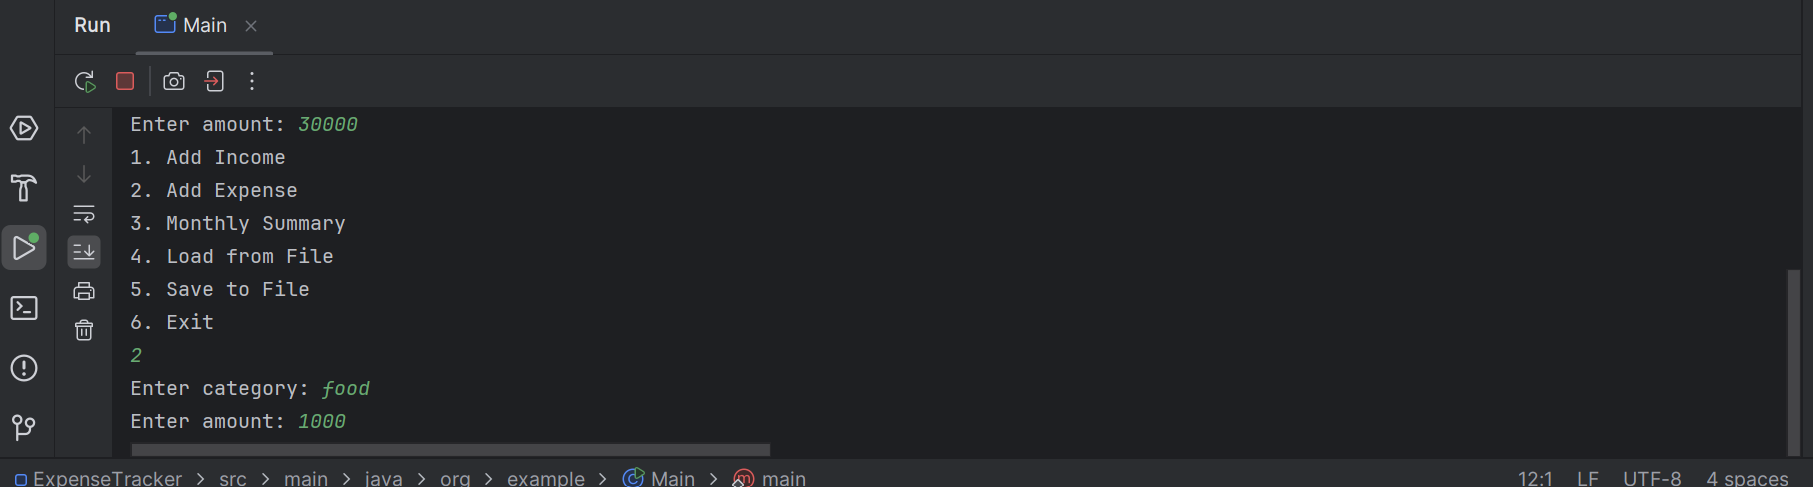 Run Main
Enter amount: 30000
1. Add Income
2. Add Expense
3. Monthly Summary
4. Load from File
5. Save to File
6. Exit
2
Enter category: food
Enter amount: 1000
ExpenseTracker > src > main > java > org > example > Main > main 12:1 LF UTF-8 4 spaces